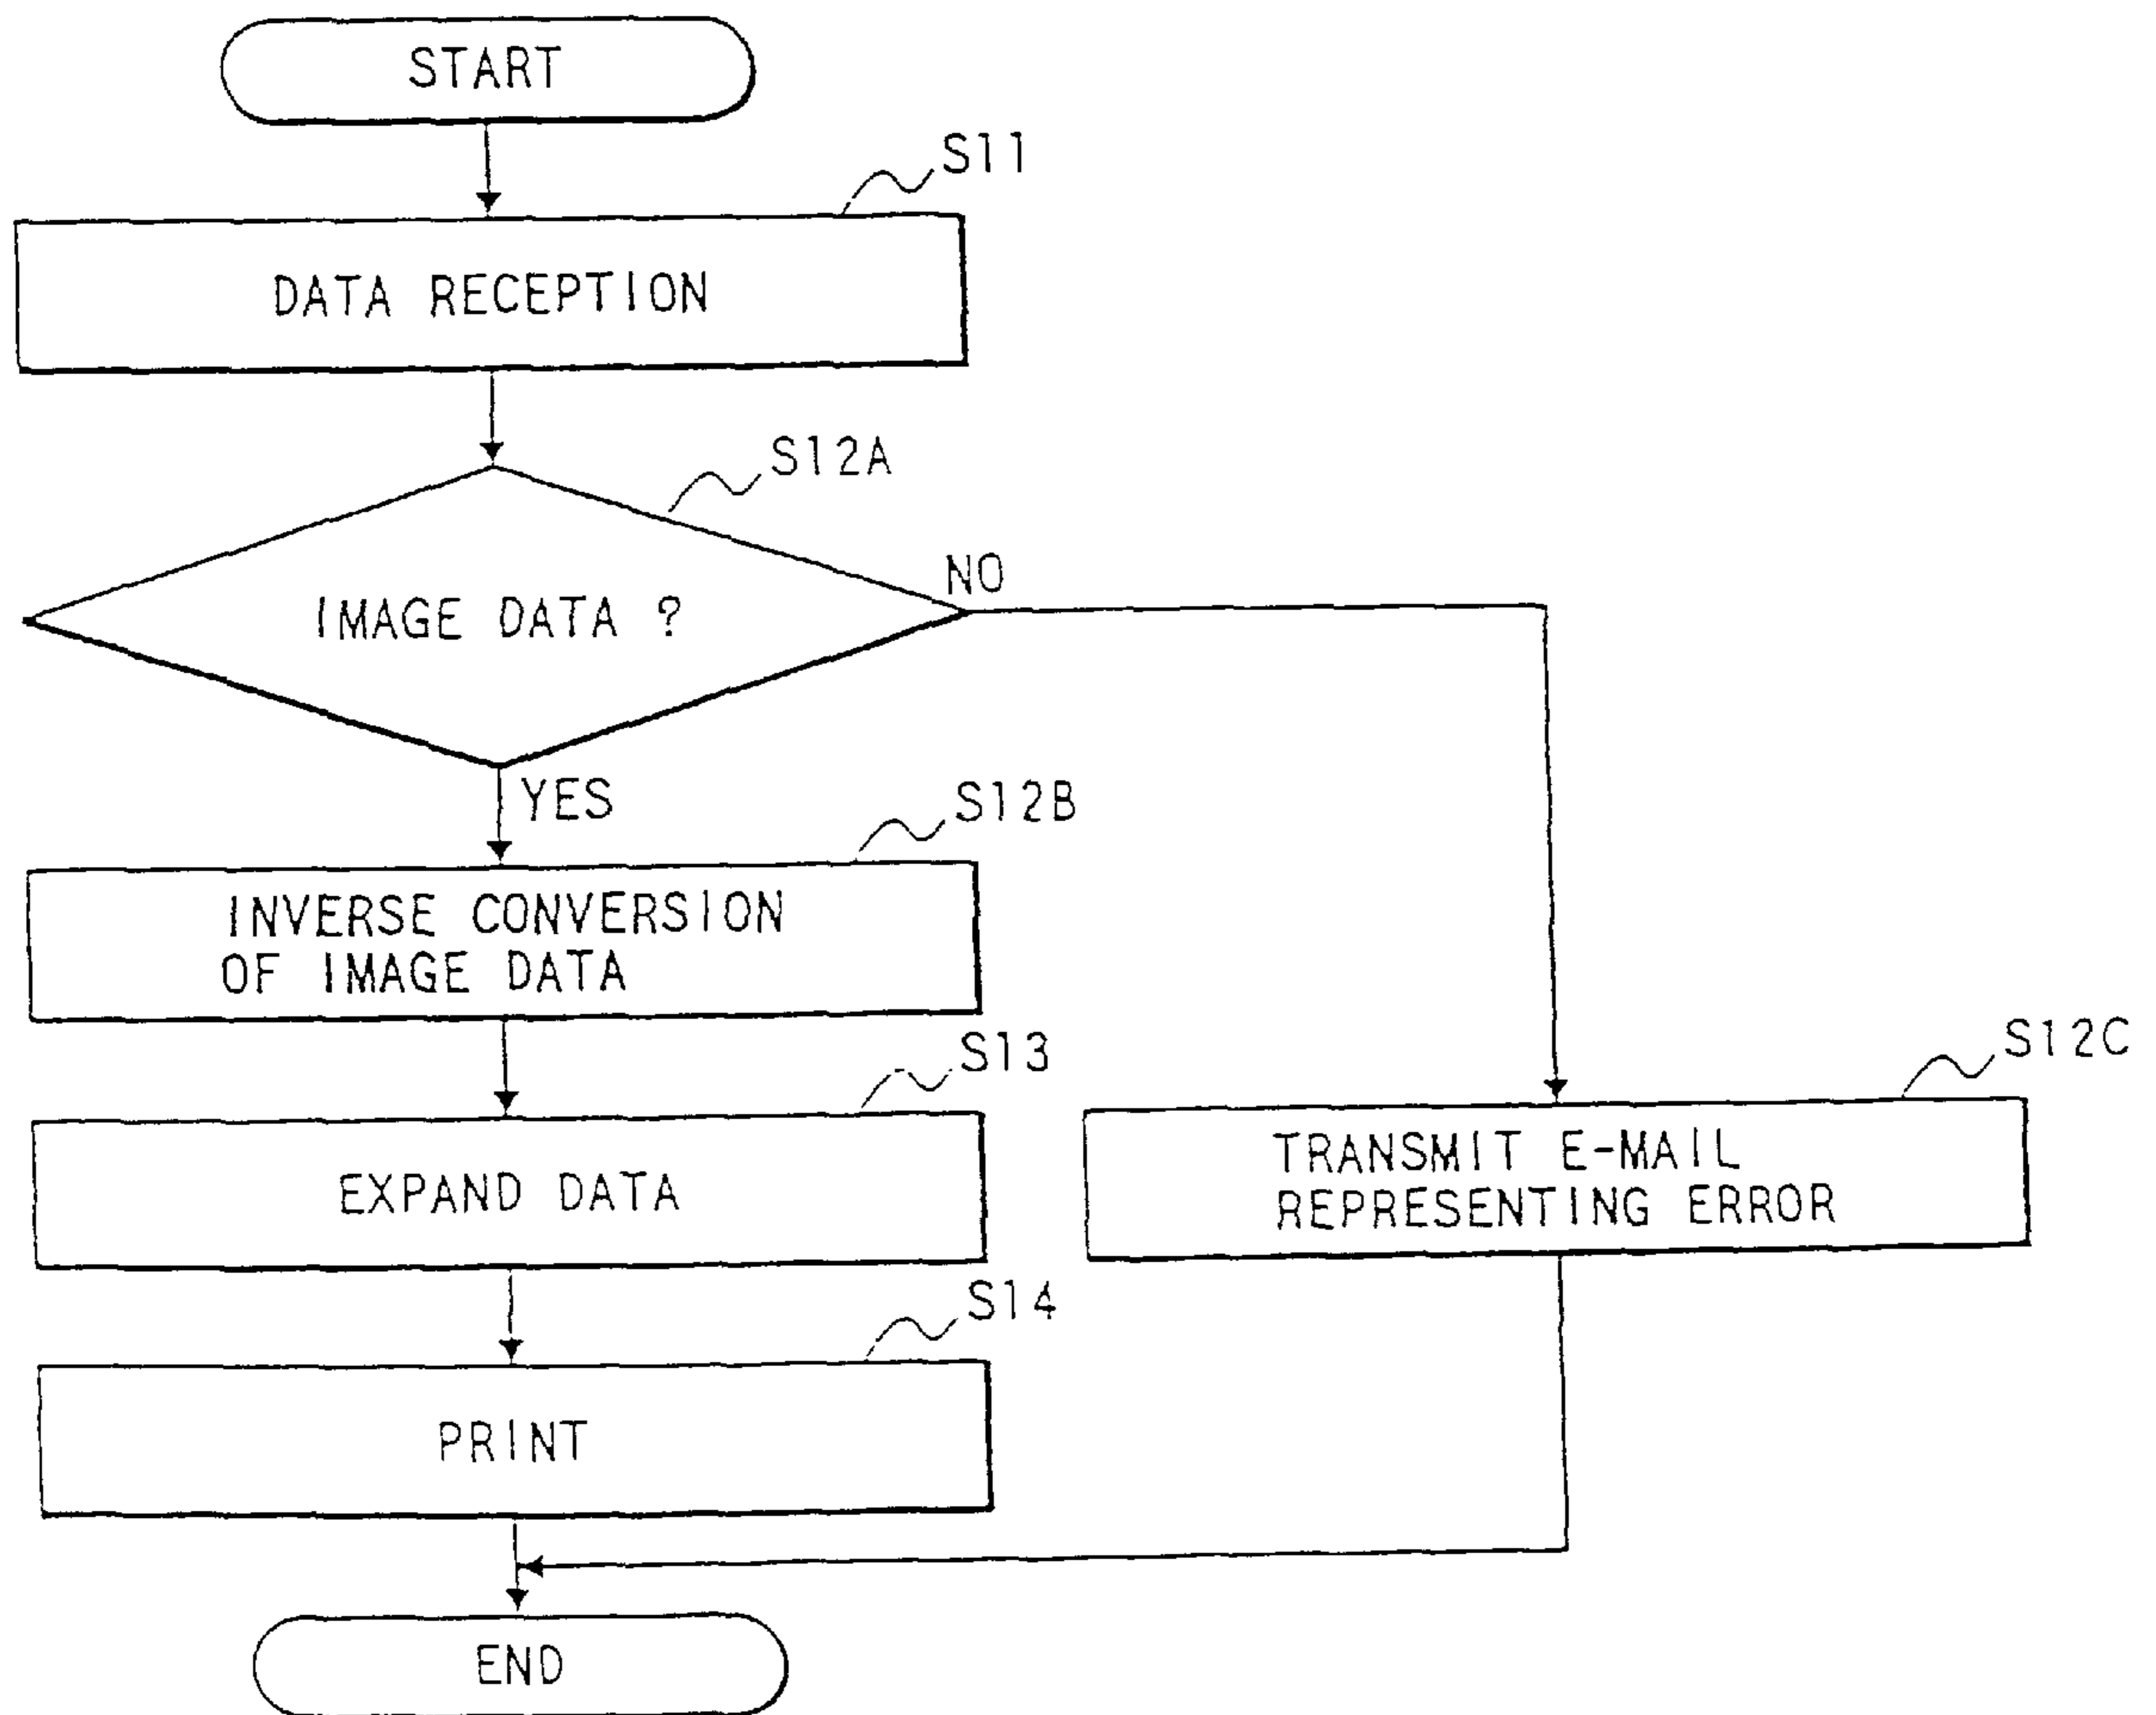 START
S11
DATA RECEPTION
S12A
NO
IMAGE DATA ?
YES
S12B
INVERSE CONVERSION
OF IMAGE DATA
S13
EXPAND DATA
S12C
TRANSMIT E-MAIL
REPRESENTING ERROR
S14
PRINT
END